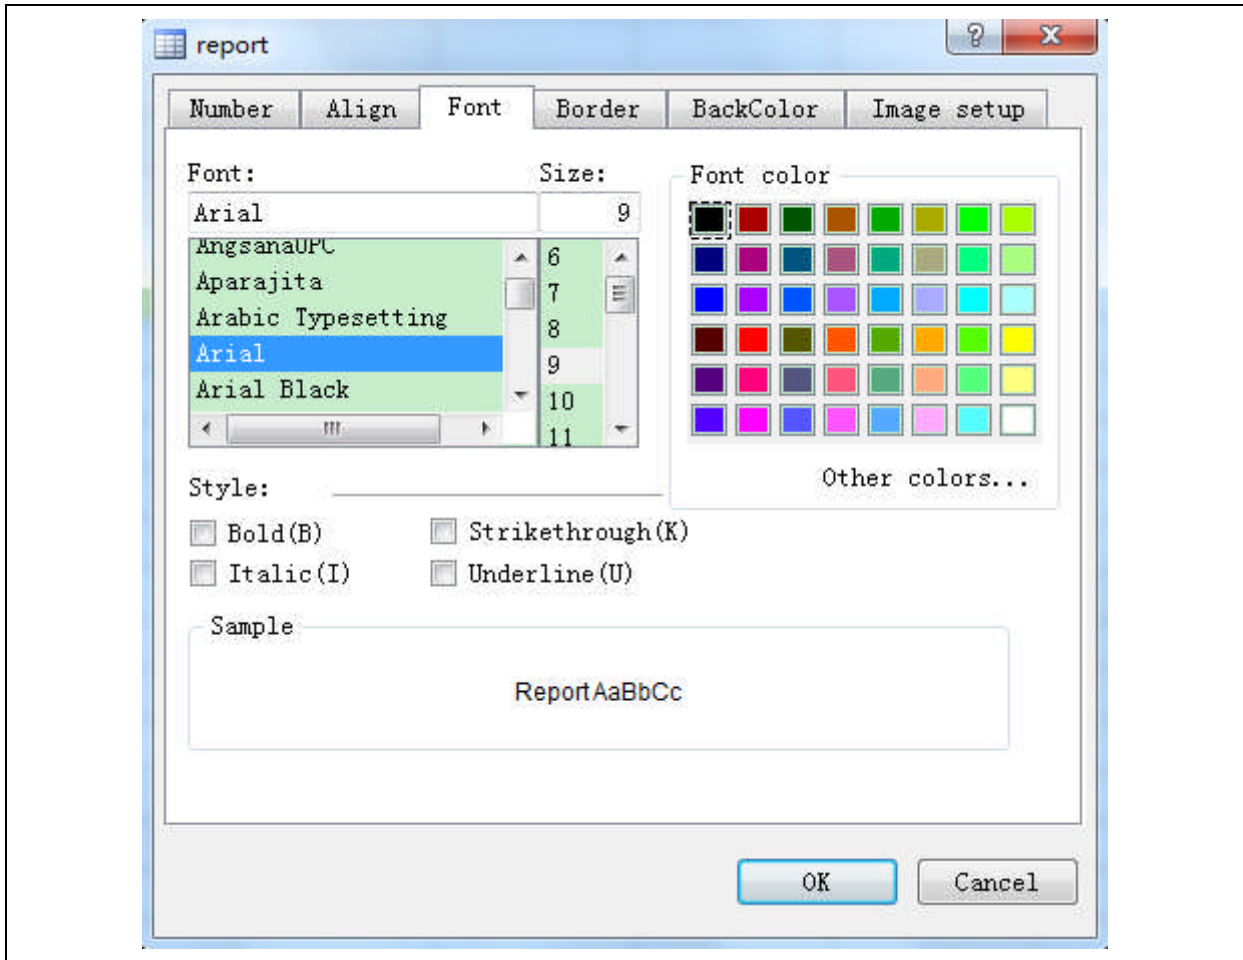 report
Number Align Font Border BackColor Image setup
Font: Size: Font color
Arial 9
AngsanaUPC
Aparajita
Arabic Typesetting
Arial
Arial Black
6
7
8
9
10
11
Other colors...
Style:
Bold(B) Strikethrough(K)
Italic(I) Underline(U)
Sample
Report AaBbCc
OK Cancel